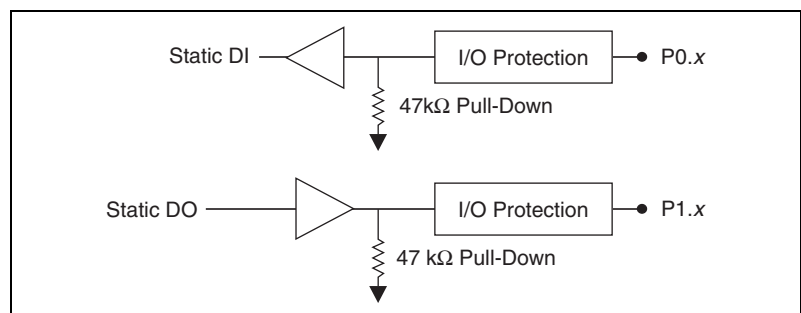 Static DI
I/O Protection
P0.x
47kΩ Pull-Down
Static DO
I/O Protection
P1.x
47 kΩ Pull-Down